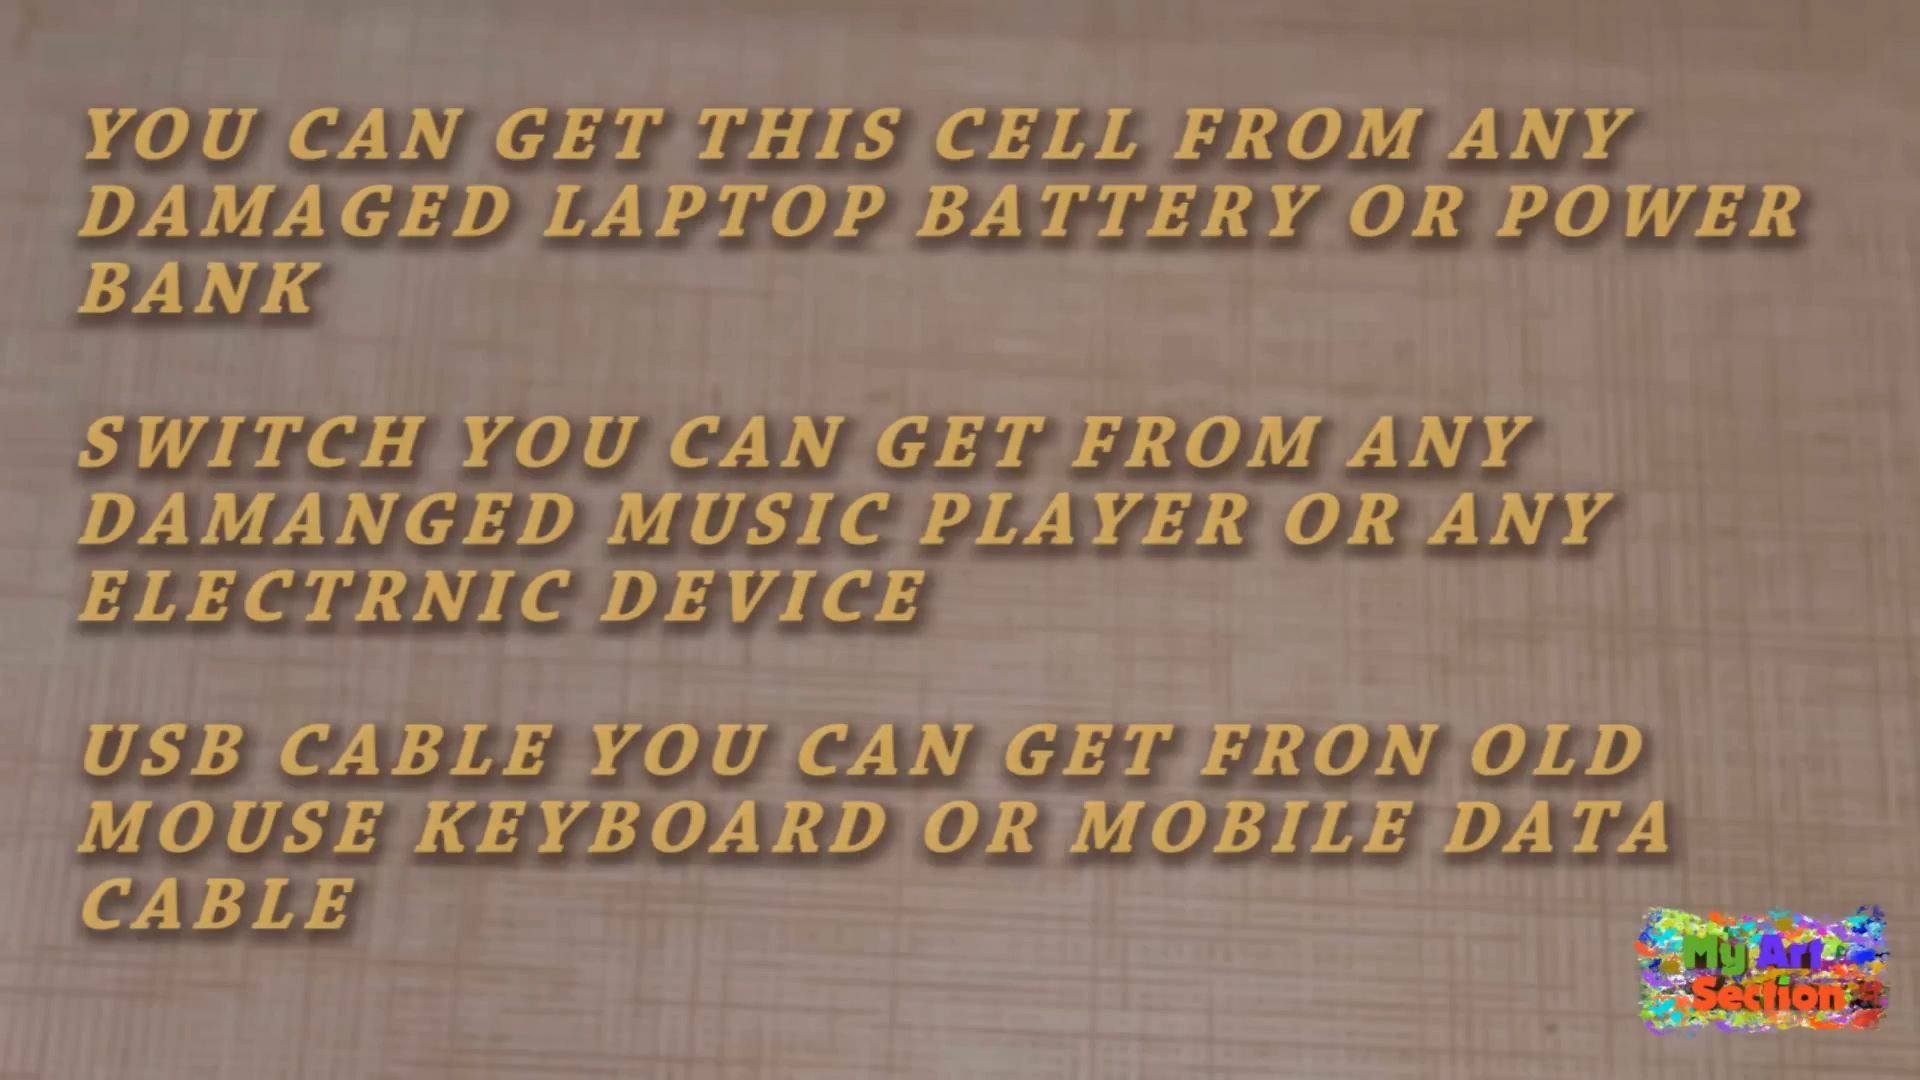 YOU CAN GET THIS CELL FROM ANY
DAMAGED LAPTOP BATTERY OR POWER
BANK
SWITCH YOU CAN GET FROM ANY
DAMANGED MUSIC PLAYER OR ANY
ELECTRNIC DEVICE
USB CABLE YOU CAN GET FRON OLD
MOUSE KEYBOARD OR MOBILE DATA
CABLE
My Art
Section